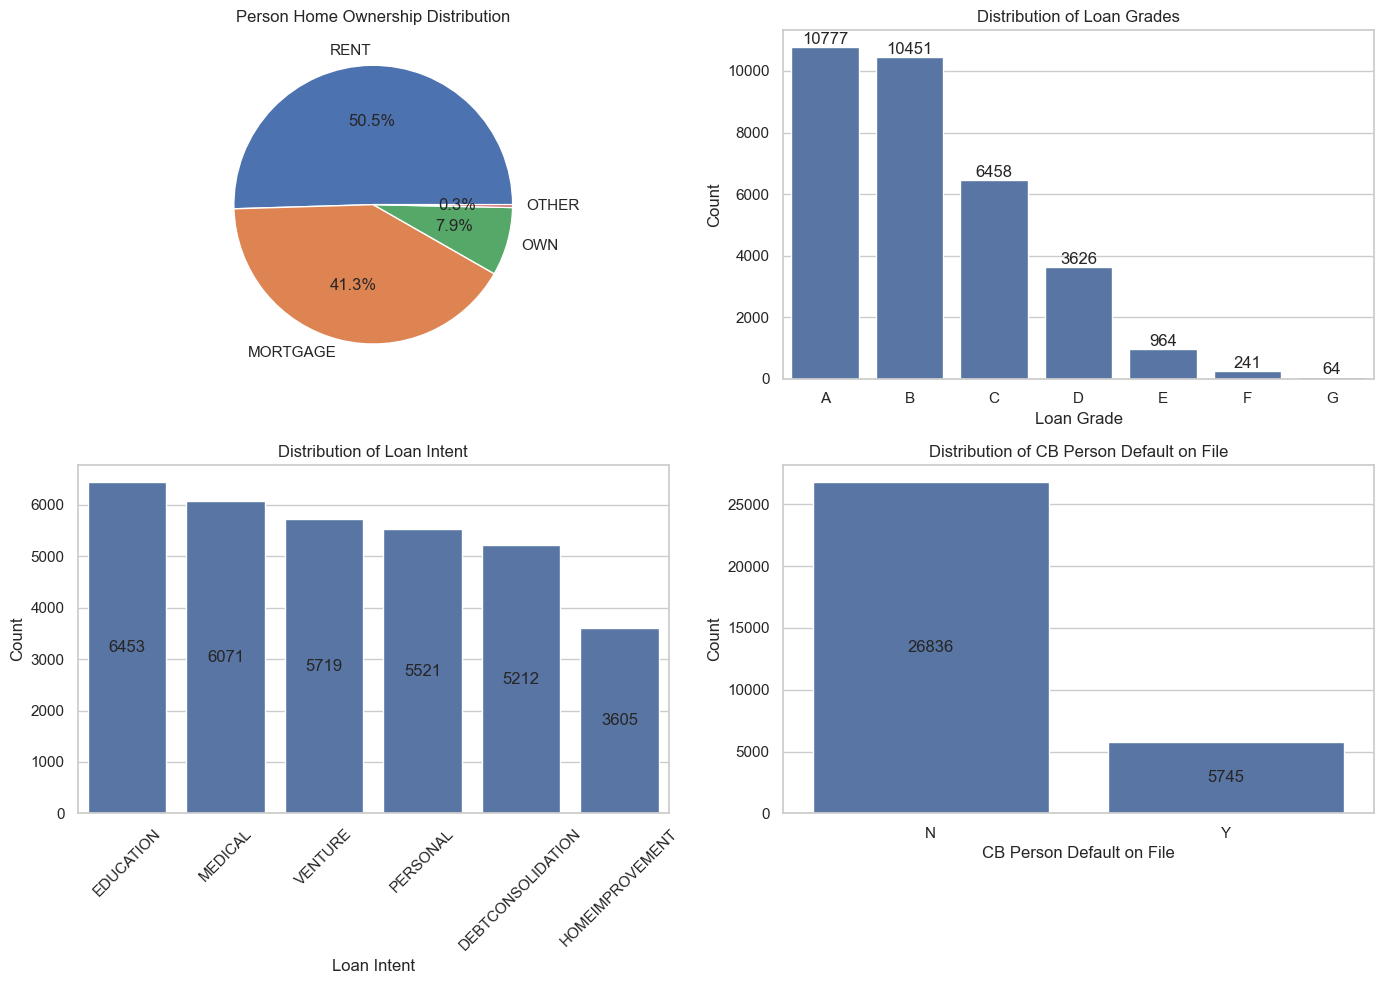 Person Home Ownership Distribution
RENT
50.5%
0.3%
OTHER
7.9%
OWN
41.3%
MORTGAGE
Distribution of Loan Grades
Count
10000
8000
6000
4000
2000
0
10777
10451
6458
3626
964
241
64
A B C D E F G
Loan Grade
Distribution of Loan Intent
Count
6000
5000
4000
3000
2000
1000
0
6453
6071
5719
5521
5212
3605
EDUCATION
MEDICAL
VENTURE
PERSONAL
DEBTCONSOLIDATION
HOMEIMPROVEMENT
Loan Intent
Distribution of CB Person Default on File
Count
25000
20000
15000
10000
5000
0
26836
5745
N Y
CB Person Default on File